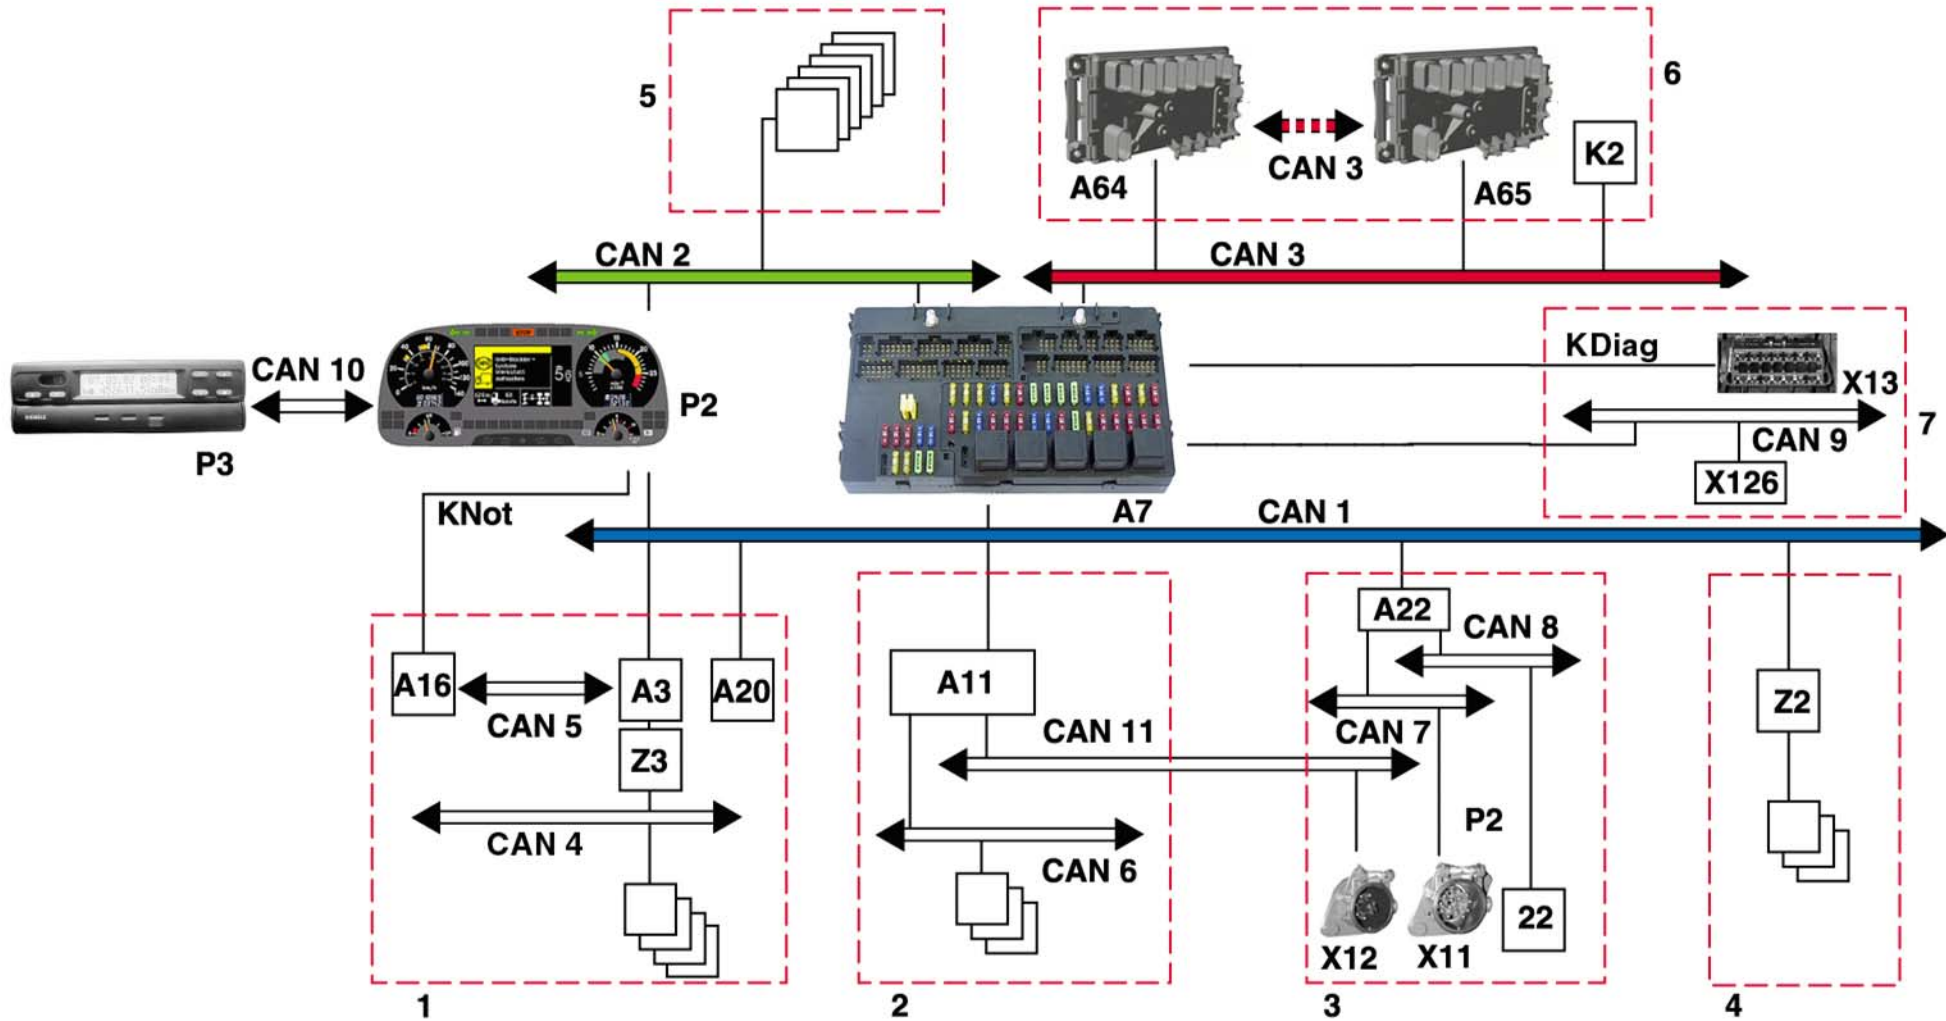 5
6
CAN 3
K2
A64
A65
CAN 2
CAN 3
KDiag
X13
CAN 10
P2
CAN 9
7
P3
X126
KNot
A7
CAN 1
A22
CAN 8
A16
A3
A20
A11
Z2
CAN 5
CAN 11
CAN 7
Z3
CAN 4
P2
CAN 6
22
X12
X11
1
2
3
4